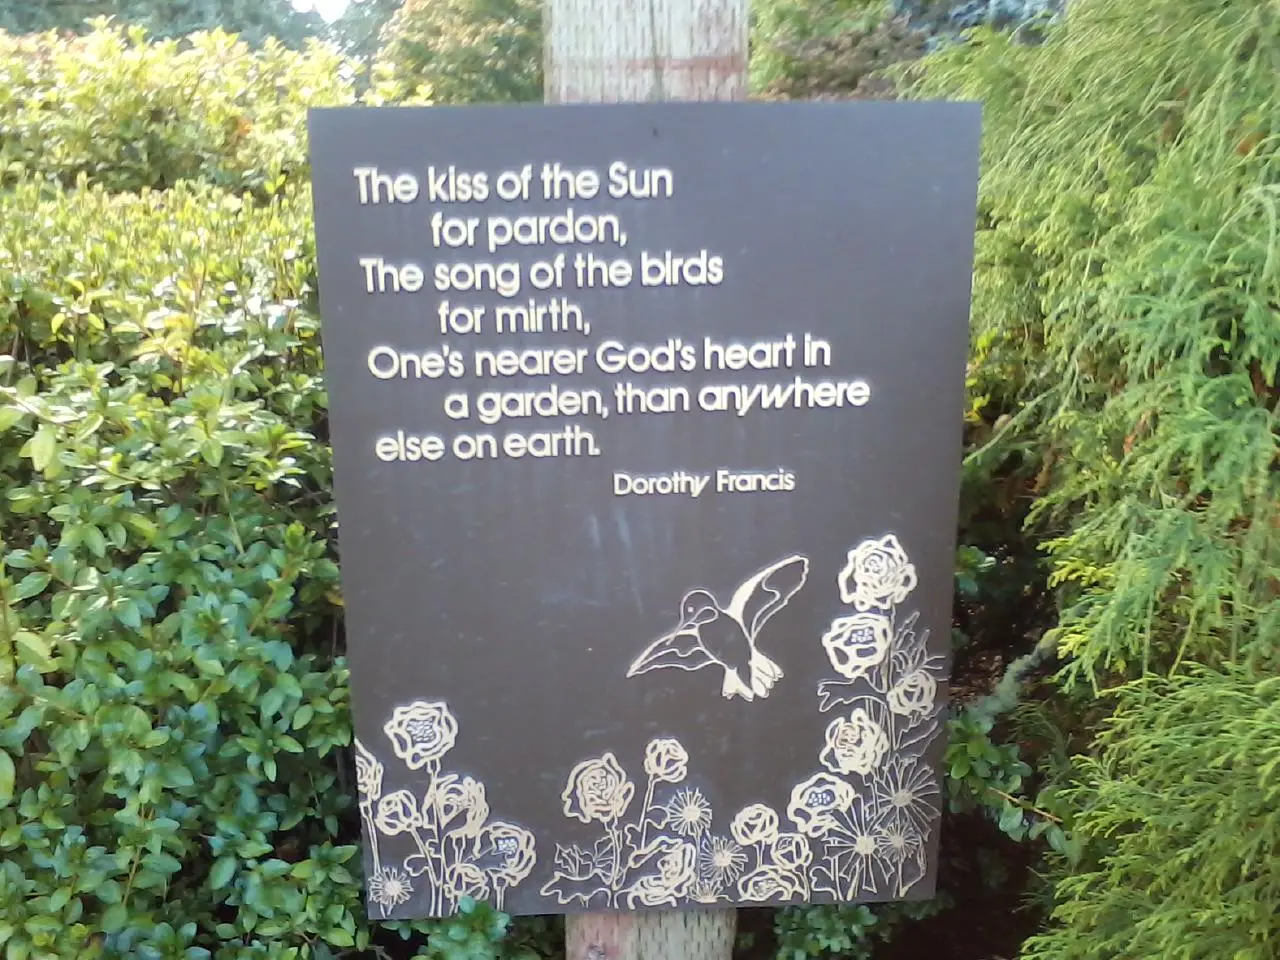 The kiss of the Sun
for pardon,
The song of the birds
for mirth,
One's nearer God's heart in
a garden, than anywhere
else on earth.
Dorothy Francis